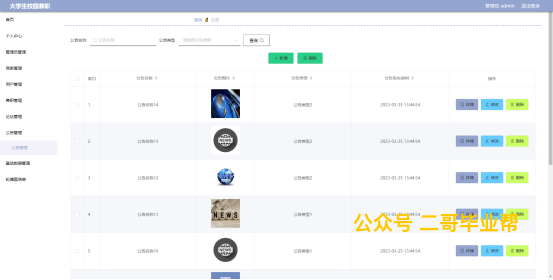 大学生校园兼职
管理员 admin 退出登录
首页 公告
首页
个人中心
管理员管理
商家管理
用户管理
兼职管理
论坛管理
公告管理
公告管理
基础数据管理
轮播图信息
公告名称 公告名称 公告类型 请选择公告类型 查询
新增 删除
索引 公告名称 公告图片 公告类型 公告发布时间 操作
1 公告名称14 公告类型2 2023-03-25 15:44:54 详情 修改 删除
2 公告名称13 公告类型2 2023-03-25 15:44:54 详情 修改 删除
3 公告名称12 公告类型2 2023-03-25 15:44:54 详情 修改 删除
4 公告名称11 NEWS 公告类型1 2023-03-25 15:44:54
公众号 二哥毕业帮
5 公告名称10 公告类型1 2023-03-25 15:44:54 详情 修改 删除